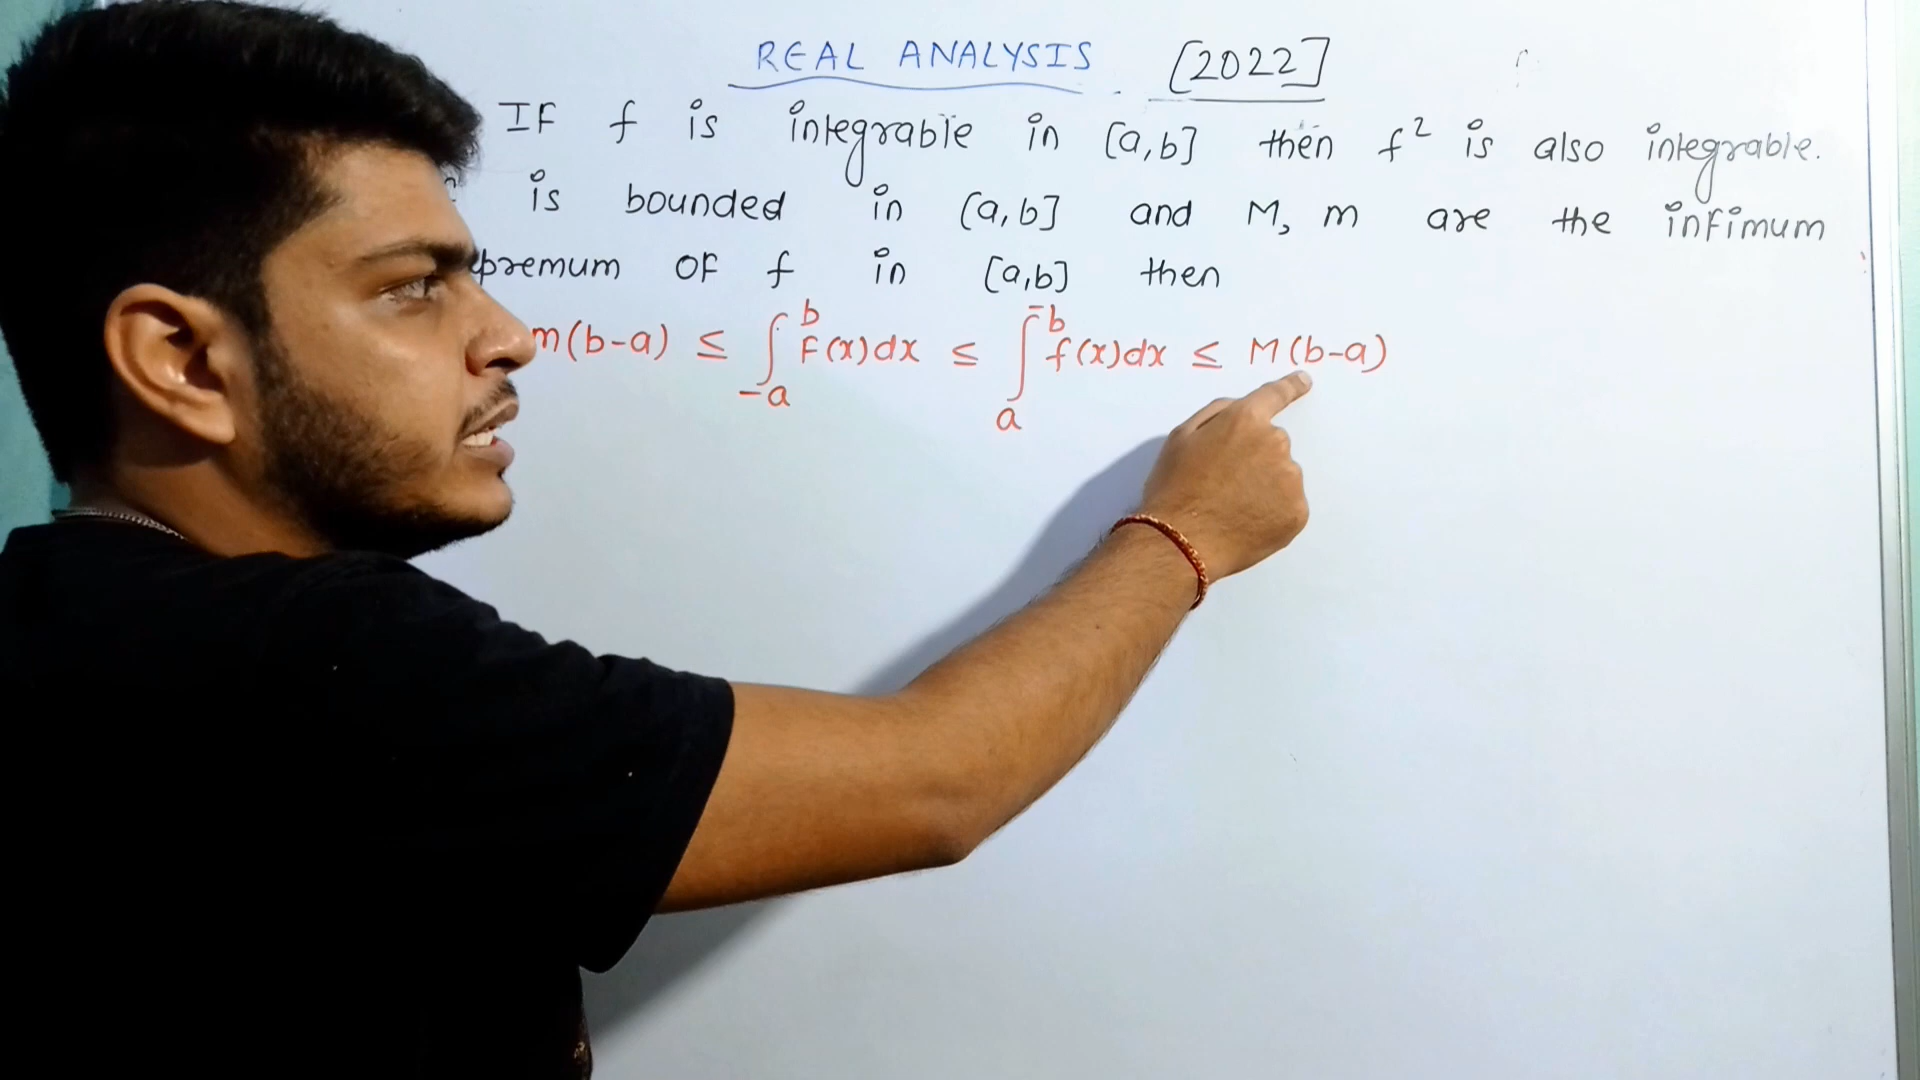 REAL ANALYSIS [2022]
IF f is integrable in [a,b] then f² is also integrable.
is bounded in [a,b] and M, m are the infimum
premum OF f in [a,b] then
m(b-a) ≤ ∫_{-a}^{b} F(x)dx ≤ ∫_{a}^{-b} f(x)dx ≤ M(b-a)